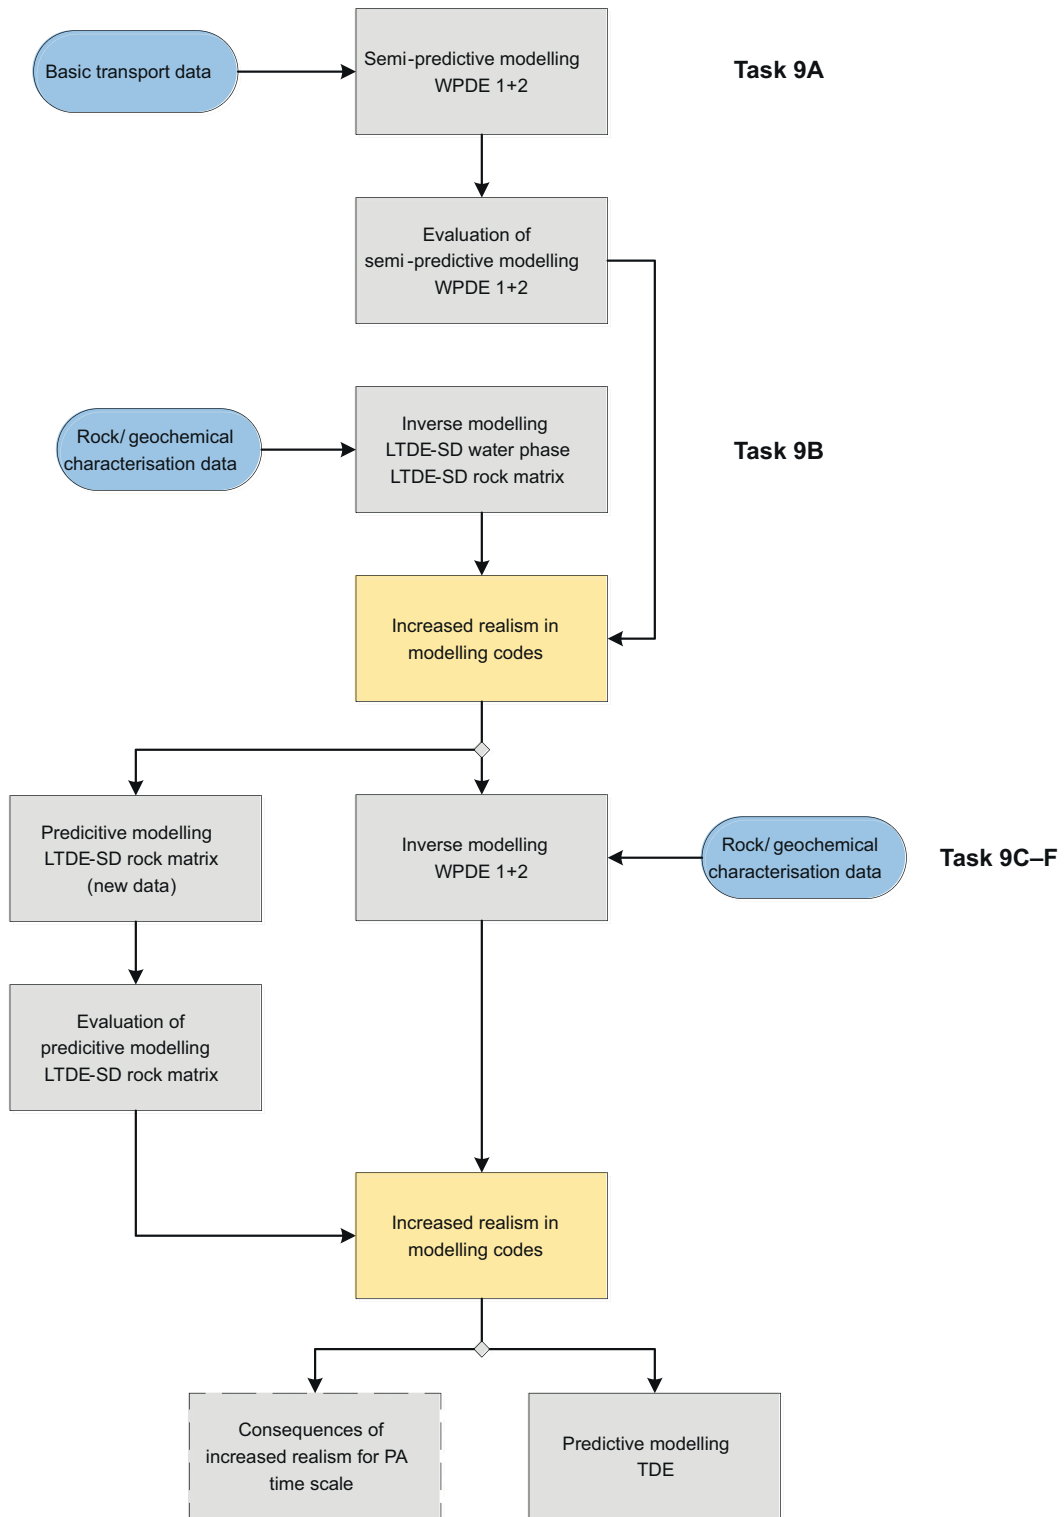 Basic transport data
Semi-predictive modelling
WPDE 1+2
Task 9A
Evaluation of
semi-predictive modelling
WPDE 1+2
Rock/ geochemical
characterisation data
Inverse modelling
LTDE-SD water phase
LTDE-SD rock matrix
Task 9B
Increased realism in
modelling codes
Predicitive modelling
LTDE-SD rock matrix
(new data)
Inverse modelling
WPDE 1+2
Rock/ geochemical
characterisation data
Task 9C–F
Evaluation of
predicitive modelling
LTDE-SD rock matrix
Increased realism in
modelling codes
Consequences of
increased realism for PA
time scale
Predictive modelling
TDE